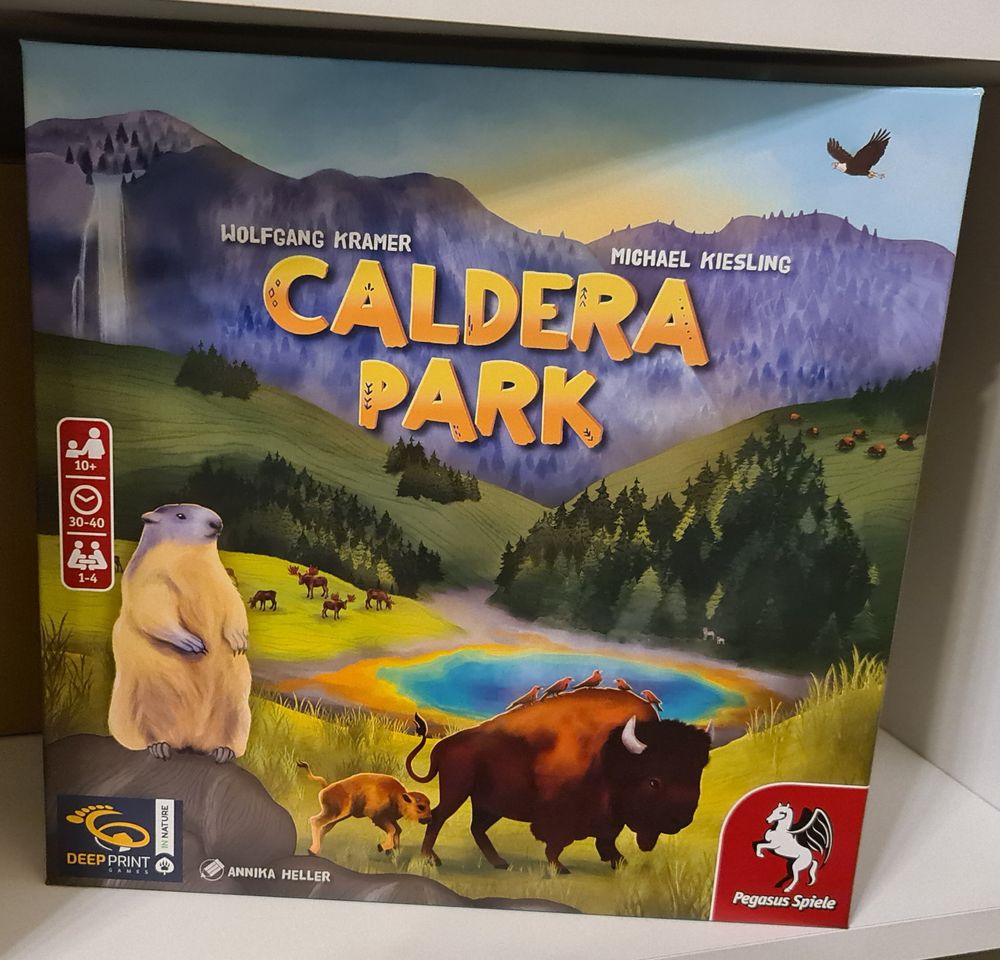 WOLFGANG KRAMER
MICHAEL KIESLING
CALDERA
PARK
10+
30-40
1-4
DEEP PRINT
GAMES
IN NATURE
ANNIKA HELLER
Pegasus Spiele